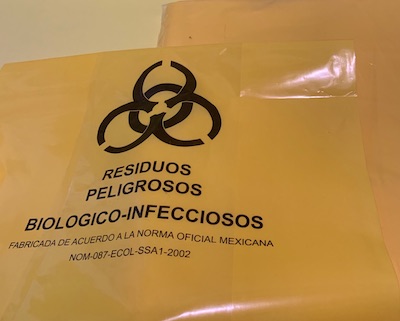 RESIDUOS
PELIGROSOS
BIOLOGICO-INFECCIOSOS
FABRICADA DE ACUERDO A LA NORMA OFICIAL MEXICANA
NOM-087-ECOL-SSA1-2002